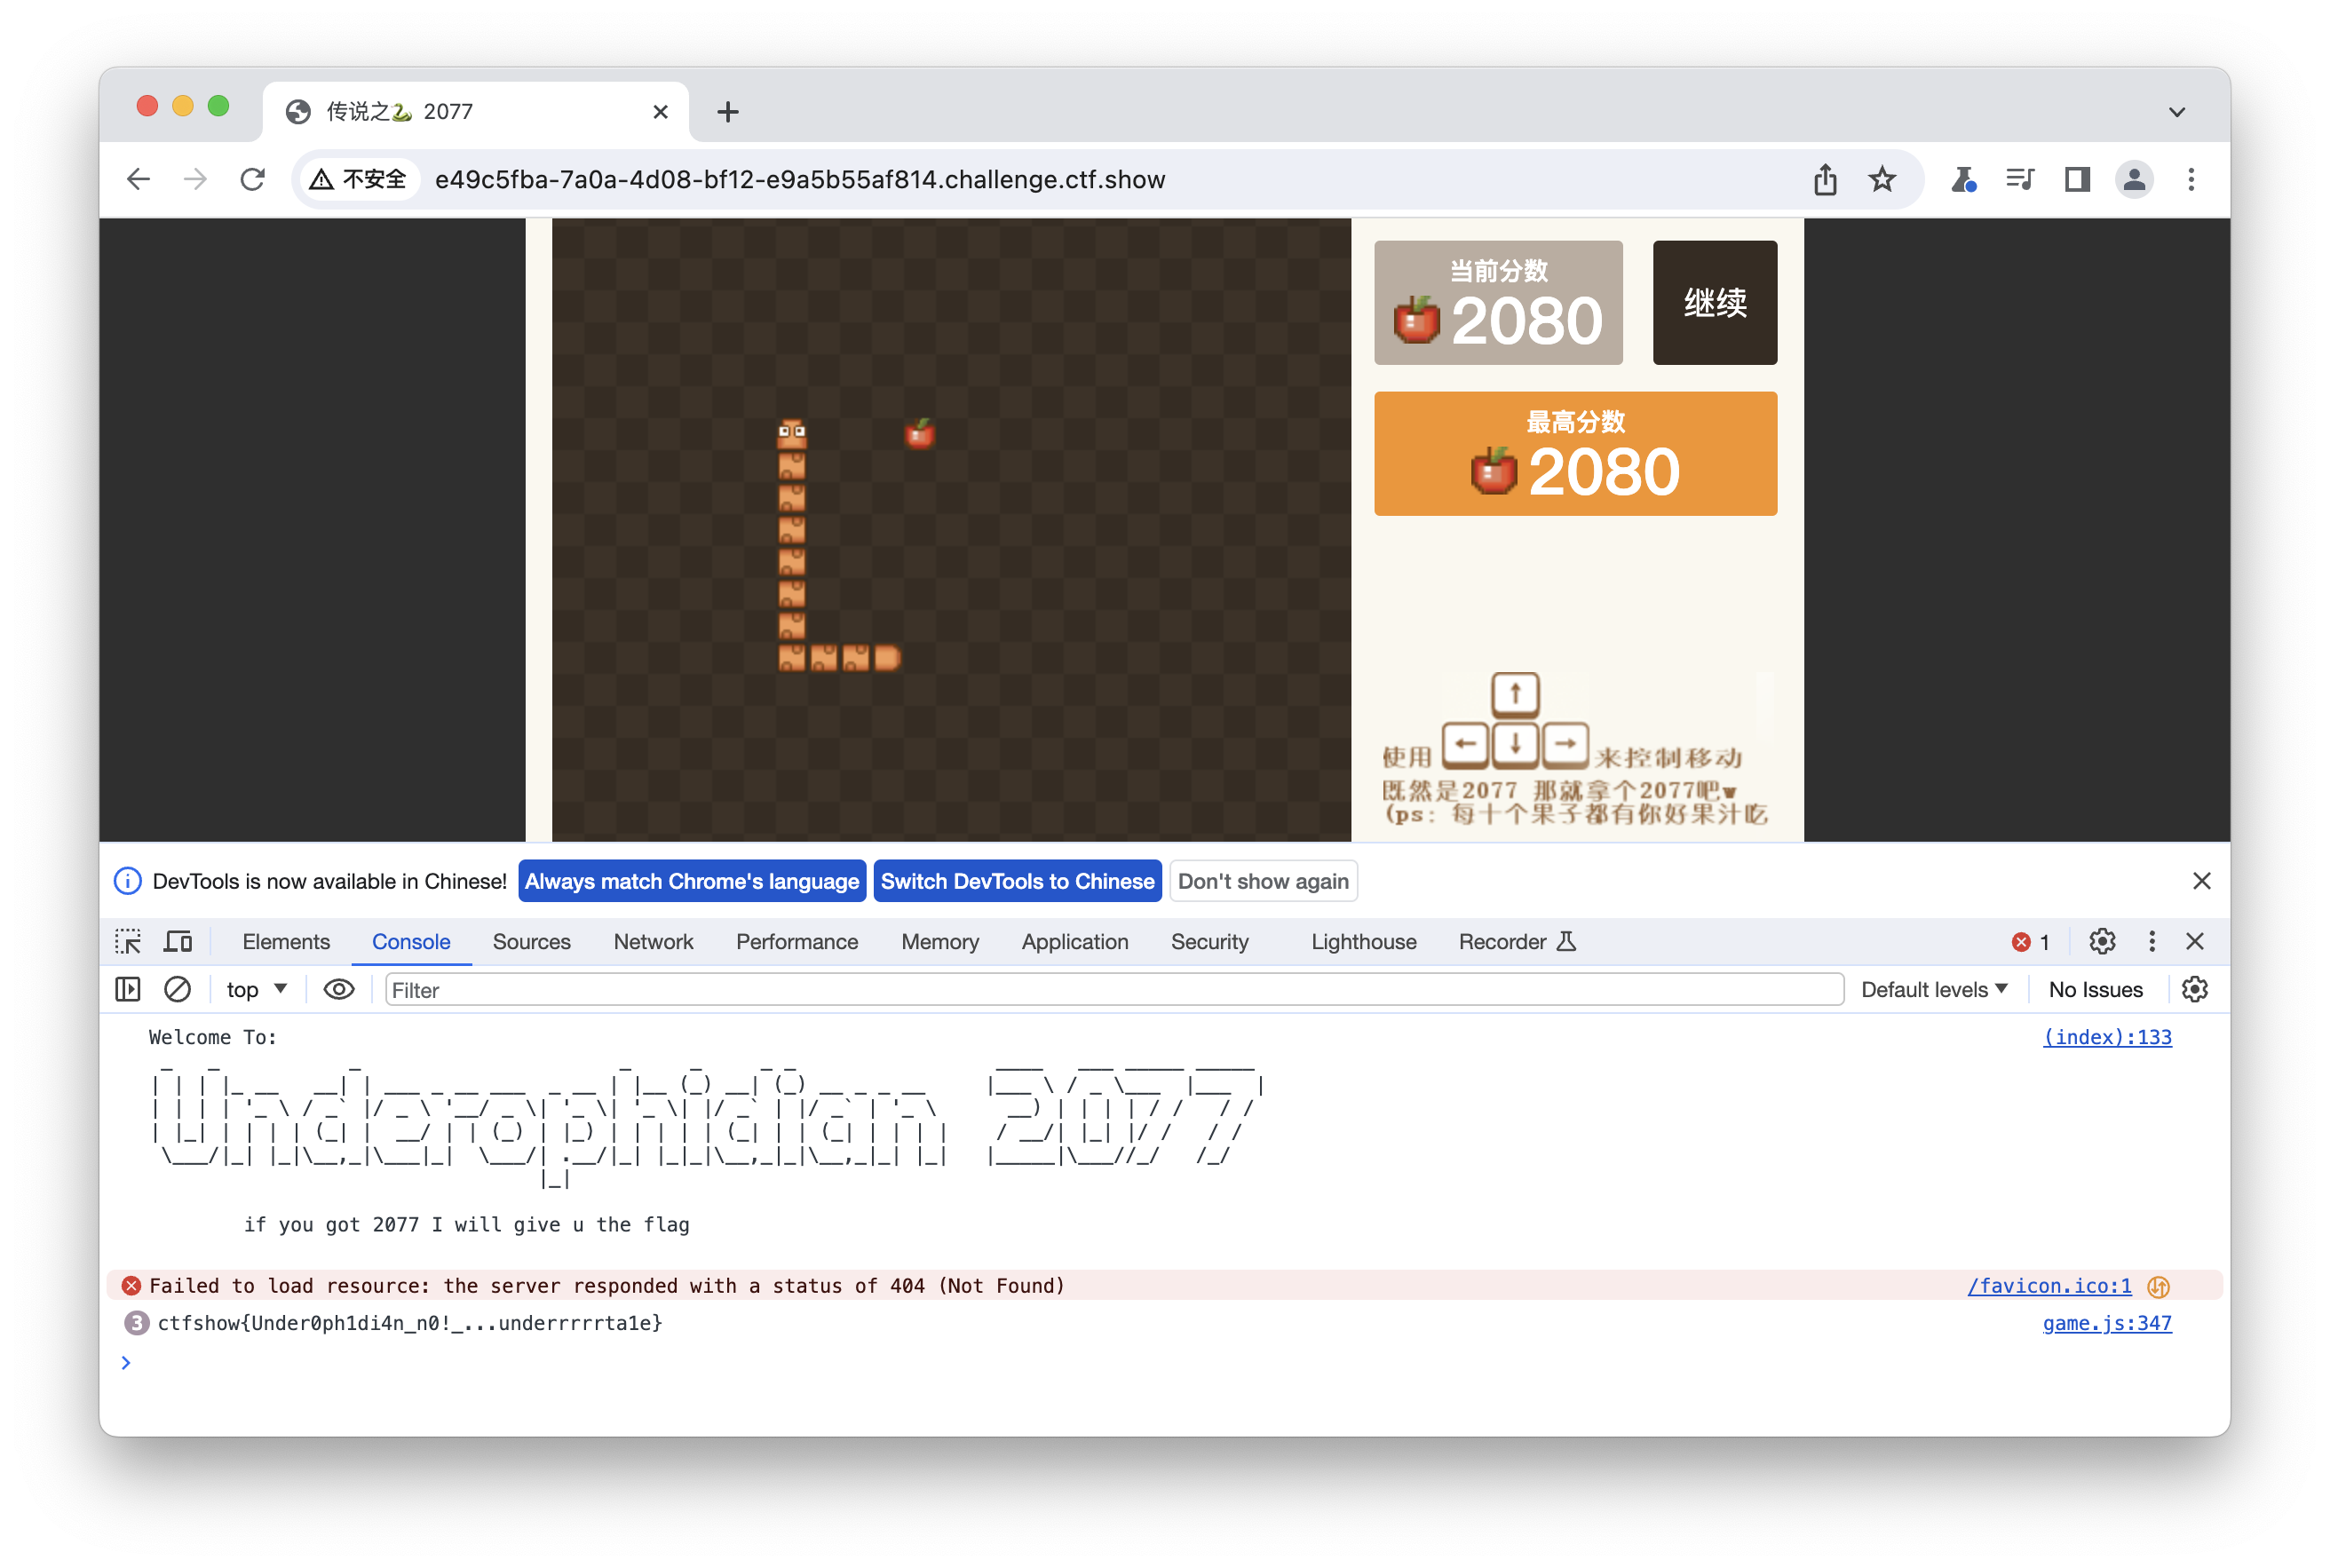 传说之🐍 2077
不安全 e49c5fba-7a0a-4d08-bf12-e9a5b55af814.challenge.ctf.show
当前分数
2080
继续
最高分数
2080
↑
使用 ← ↓ → 来控制移动
既然是2077 那就拿个2077吧w
(ps: 每十个果子都有你好果汁吃
DevTools is now available in Chinese! Always match Chrome's language Switch DevTools to Chinese Don't show again
Elements Console Sources Network Performance Memory Application Security Lighthouse Recorder 1
top Filter Default levels No Issues
Welcome To: (index):133
Underophidian 2077
if you got 2077 I will give u the flag
Failed to load resource: the server responded with a status of 404 (Not Found) /favicon.ico:1
3 ctfshow{Under0ph1di4n_n0!_...underrrrrta1e} game.js:347